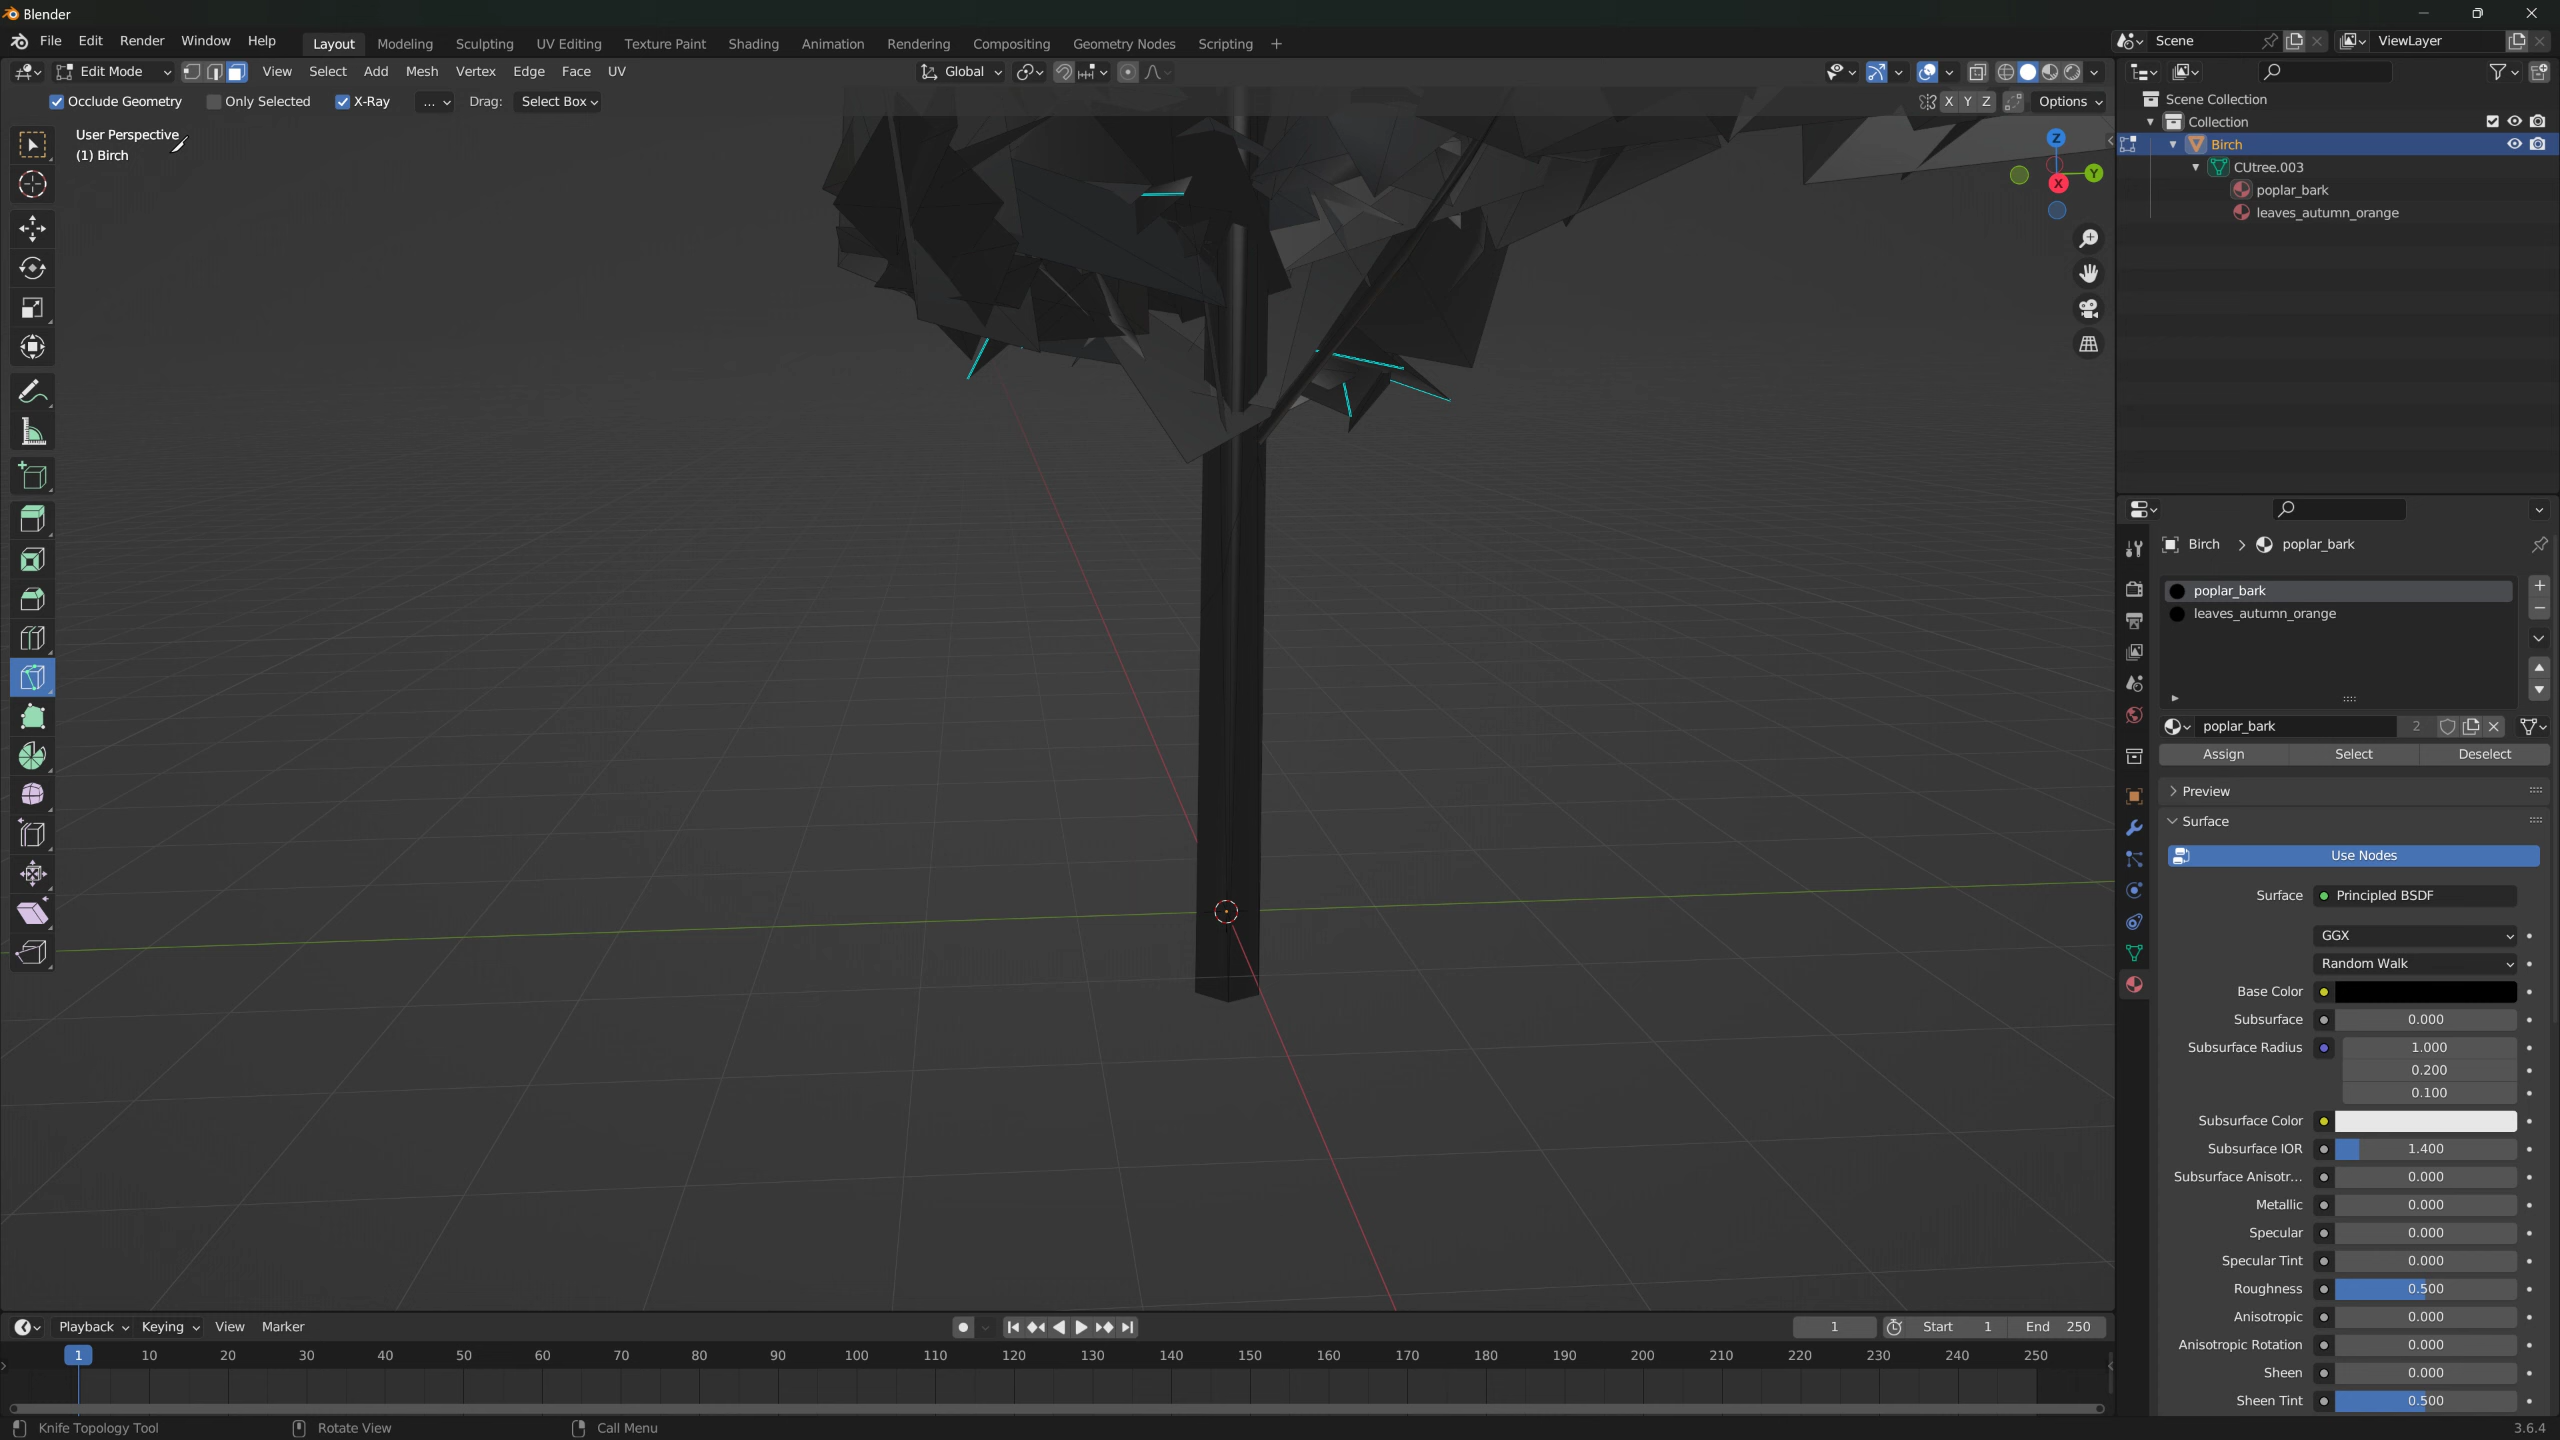 Blender
File Edit Render Window Help Layout Modeling Sculpting UV Editing Texture Paint Shading Animation Rendering Compositing Geometry Nodes Scripting + Scene ViewLayer
Edit Mode View Select Add Mesh Vertex Edge Face UV Global
Occlude Geometry Only Selected X-Ray ... Drag: Select Box X Y Z Options
User Perspective
(1) Birch
Z
Y
X
Scene Collection
Collection
Birch
CUtree.003
poplar_bark
leaves_autumn_orange
Birch > poplar_bark
poplar_bark
leaves_autumn_orange
poplar_bark 2
Assign Select Deselect
Preview
Surface
Use Nodes
Surface Principled BSDF
GGX
Random Walk
Base Color
Subsurface 0.000
Subsurface Radius 1.000
0.200
0.100
Subsurface Color
Subsurface IOR 1.400
Subsurface Anisotr... 0.000
Metallic 0.000
Specular 0.000
Specular Tint 0.000
Roughness 0.500
Anisotropic 0.000
Anisotropic Rotation 0.000
Sheen 0.000
Sheen Tint 0.500
Playback Keying View Marker 1 Start 1 End 250
1 10 20 30 40 50 60 70 80 90 100 110 120 130 140 150 160 170 180 190 200 210 220 230 240 250
Knife Topology Tool Rotate View Call Menu 3.6.4